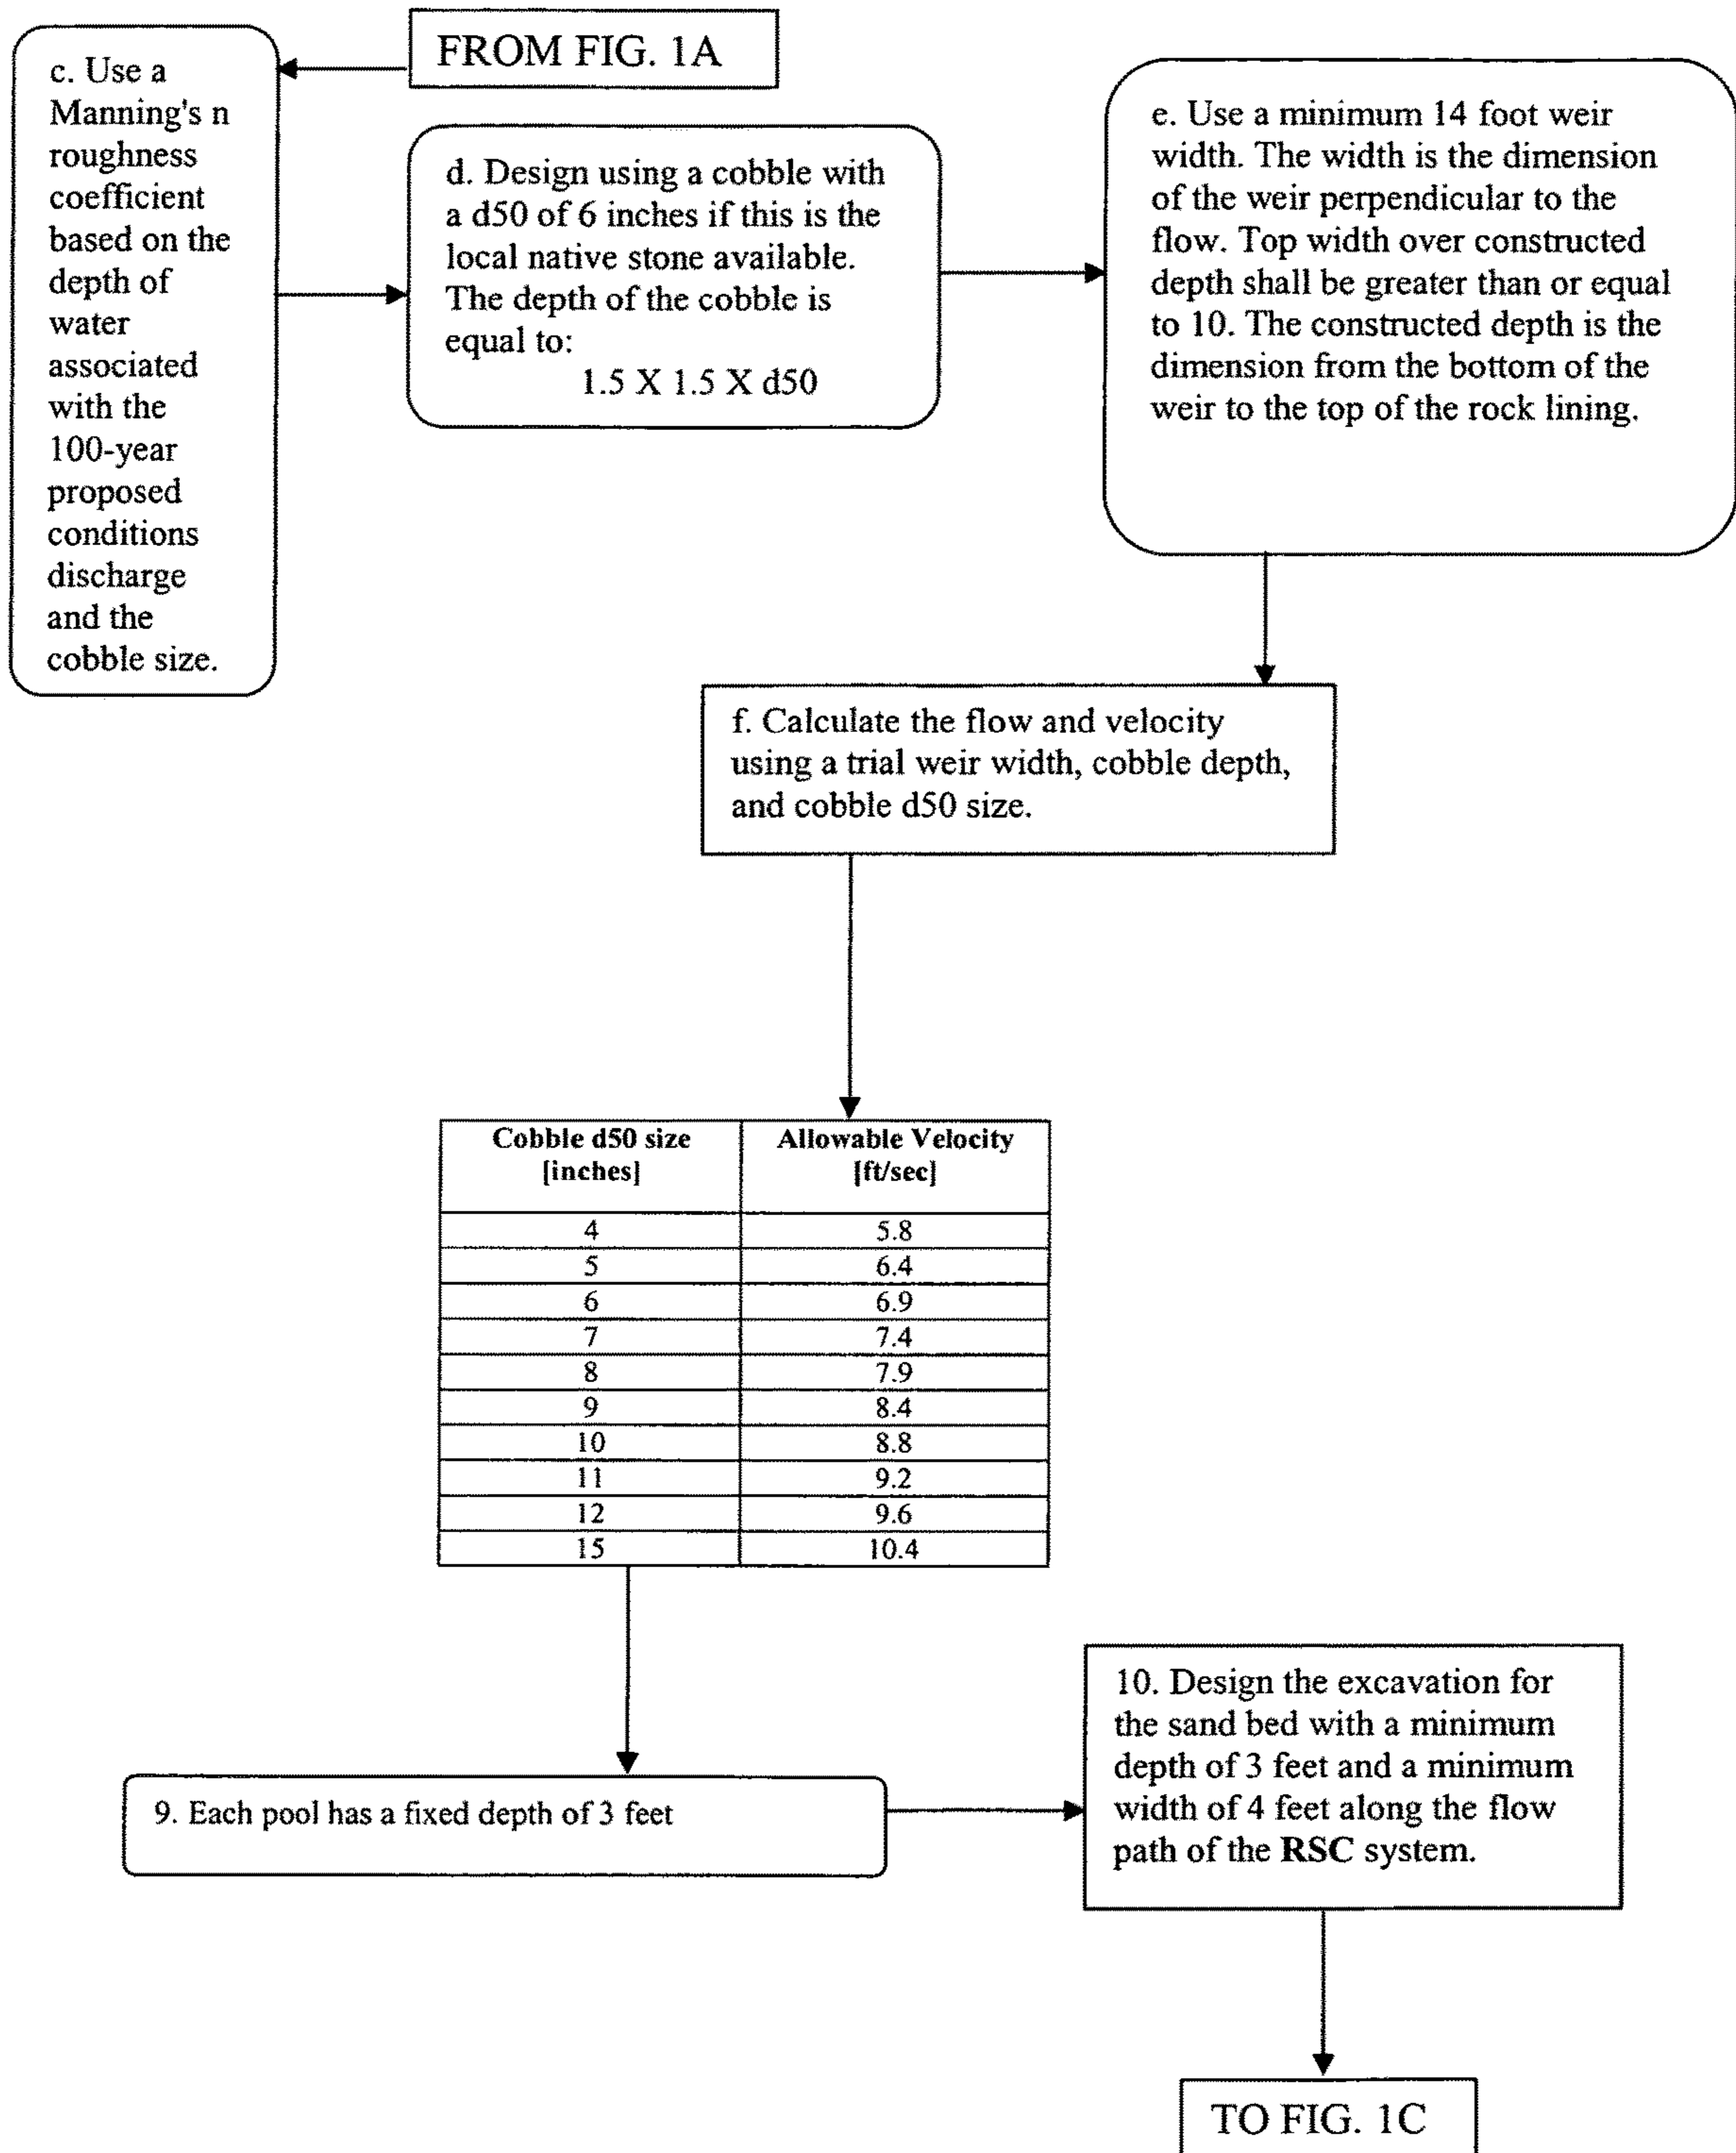 FROM FIG. 1A
c. Use a
Manning's n
roughness
coefficient
based on the
depth of
water
associated
with the
100-year
proposed
conditions
discharge
and the
cobble size.
d. Design using a cobble with
a d50 of 6 inches if this is the
local native stone available.
The depth of the cobble is
equal to:
1.5 X 1.5 X d50
e. Use a minimum 14 foot weir
width. The width is the dimension
of the weir perpendicular to the
flow. Top width over constructed
depth shall be greater than or equal
to 10. The constructed depth is the
dimension from the bottom of the
weir to the top of the rock lining.
f. Calculate the flow and velocity
using a trial weir width, cobble depth,
and cobble d50 size.
Cobble d50 size Allowable Velocity
[inches] [ft/sec]
4 5.8
5 6.4
6 6.9
7 7.4
8 7.9
9 8.4
10 8.8
11 9.2
12 9.6
15 10.4
9. Each pool has a fixed depth of 3 feet
10. Design the excavation for
the sand bed with a minimum
depth of 3 feet and a minimum
width of 4 feet along the flow
path of the RSC system.
TO FIG. 1C